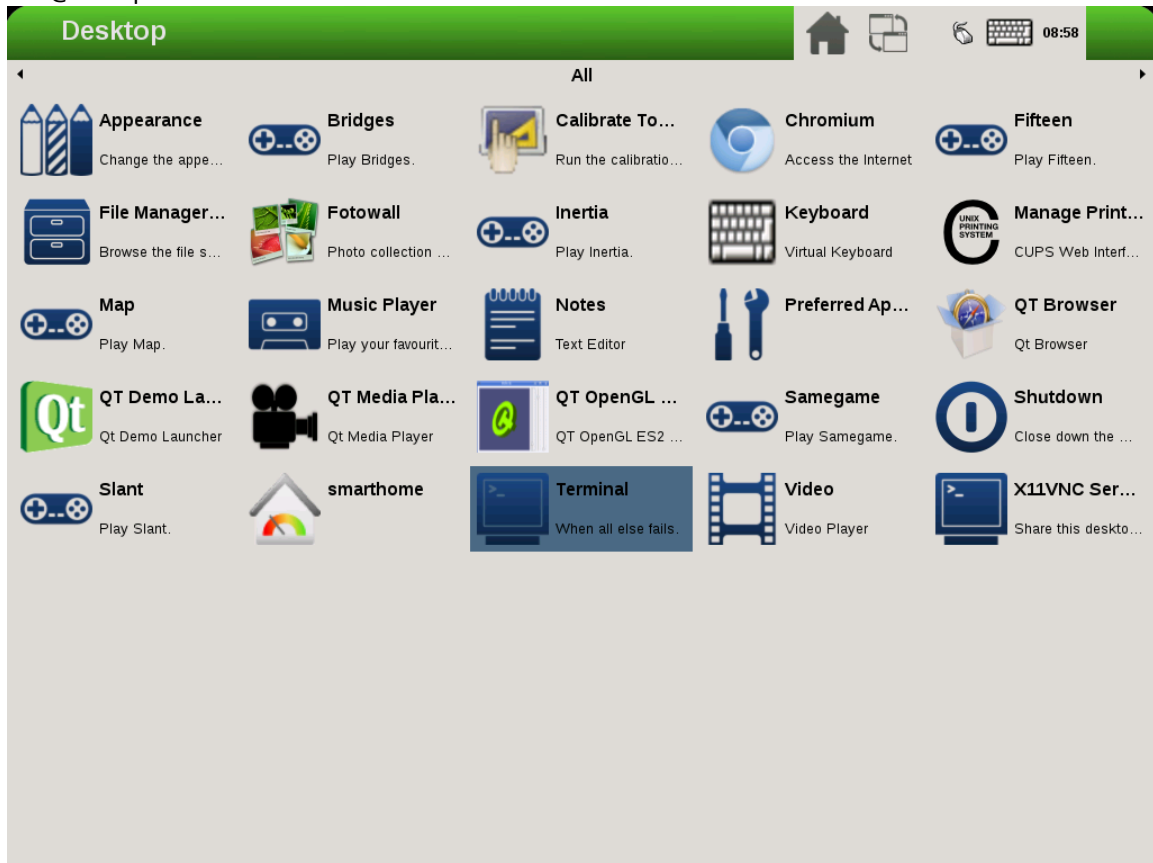 Desktop
08:58
All
Appearance
Change the appe...
Bridges
Play Bridges.
Calibrate To...
Run the calibratio...
Chromium
Access the Internet
Fifteen
Play Fifteen.
File Manager...
Browse the file s...
Fotowall
Photo collection ...
Inertia
Play Inertia.
Keyboard
Virtual Keyboard
UNIX
PRINTING
SYSTEM
Manage Print...
CUPS Web Interf...
Map
Play Map.
Music Player
Play your favourit...
Notes
Text Editor
Preferred Ap...
QT Browser
Qt Browser
Qt
QT Demo La...
Qt Demo Launcher
QT Media Pla...
Qt Media Player
QT OpenGL ...
QT OpenGL ES2 ...
Samegame
Play Samegame.
Shutdown
Close down the ...
Slant
Play Slant.
smarthome
>_
Terminal
When all else fails.
Video
Video Player
>_
X11VNC Ser...
Share this deskto...